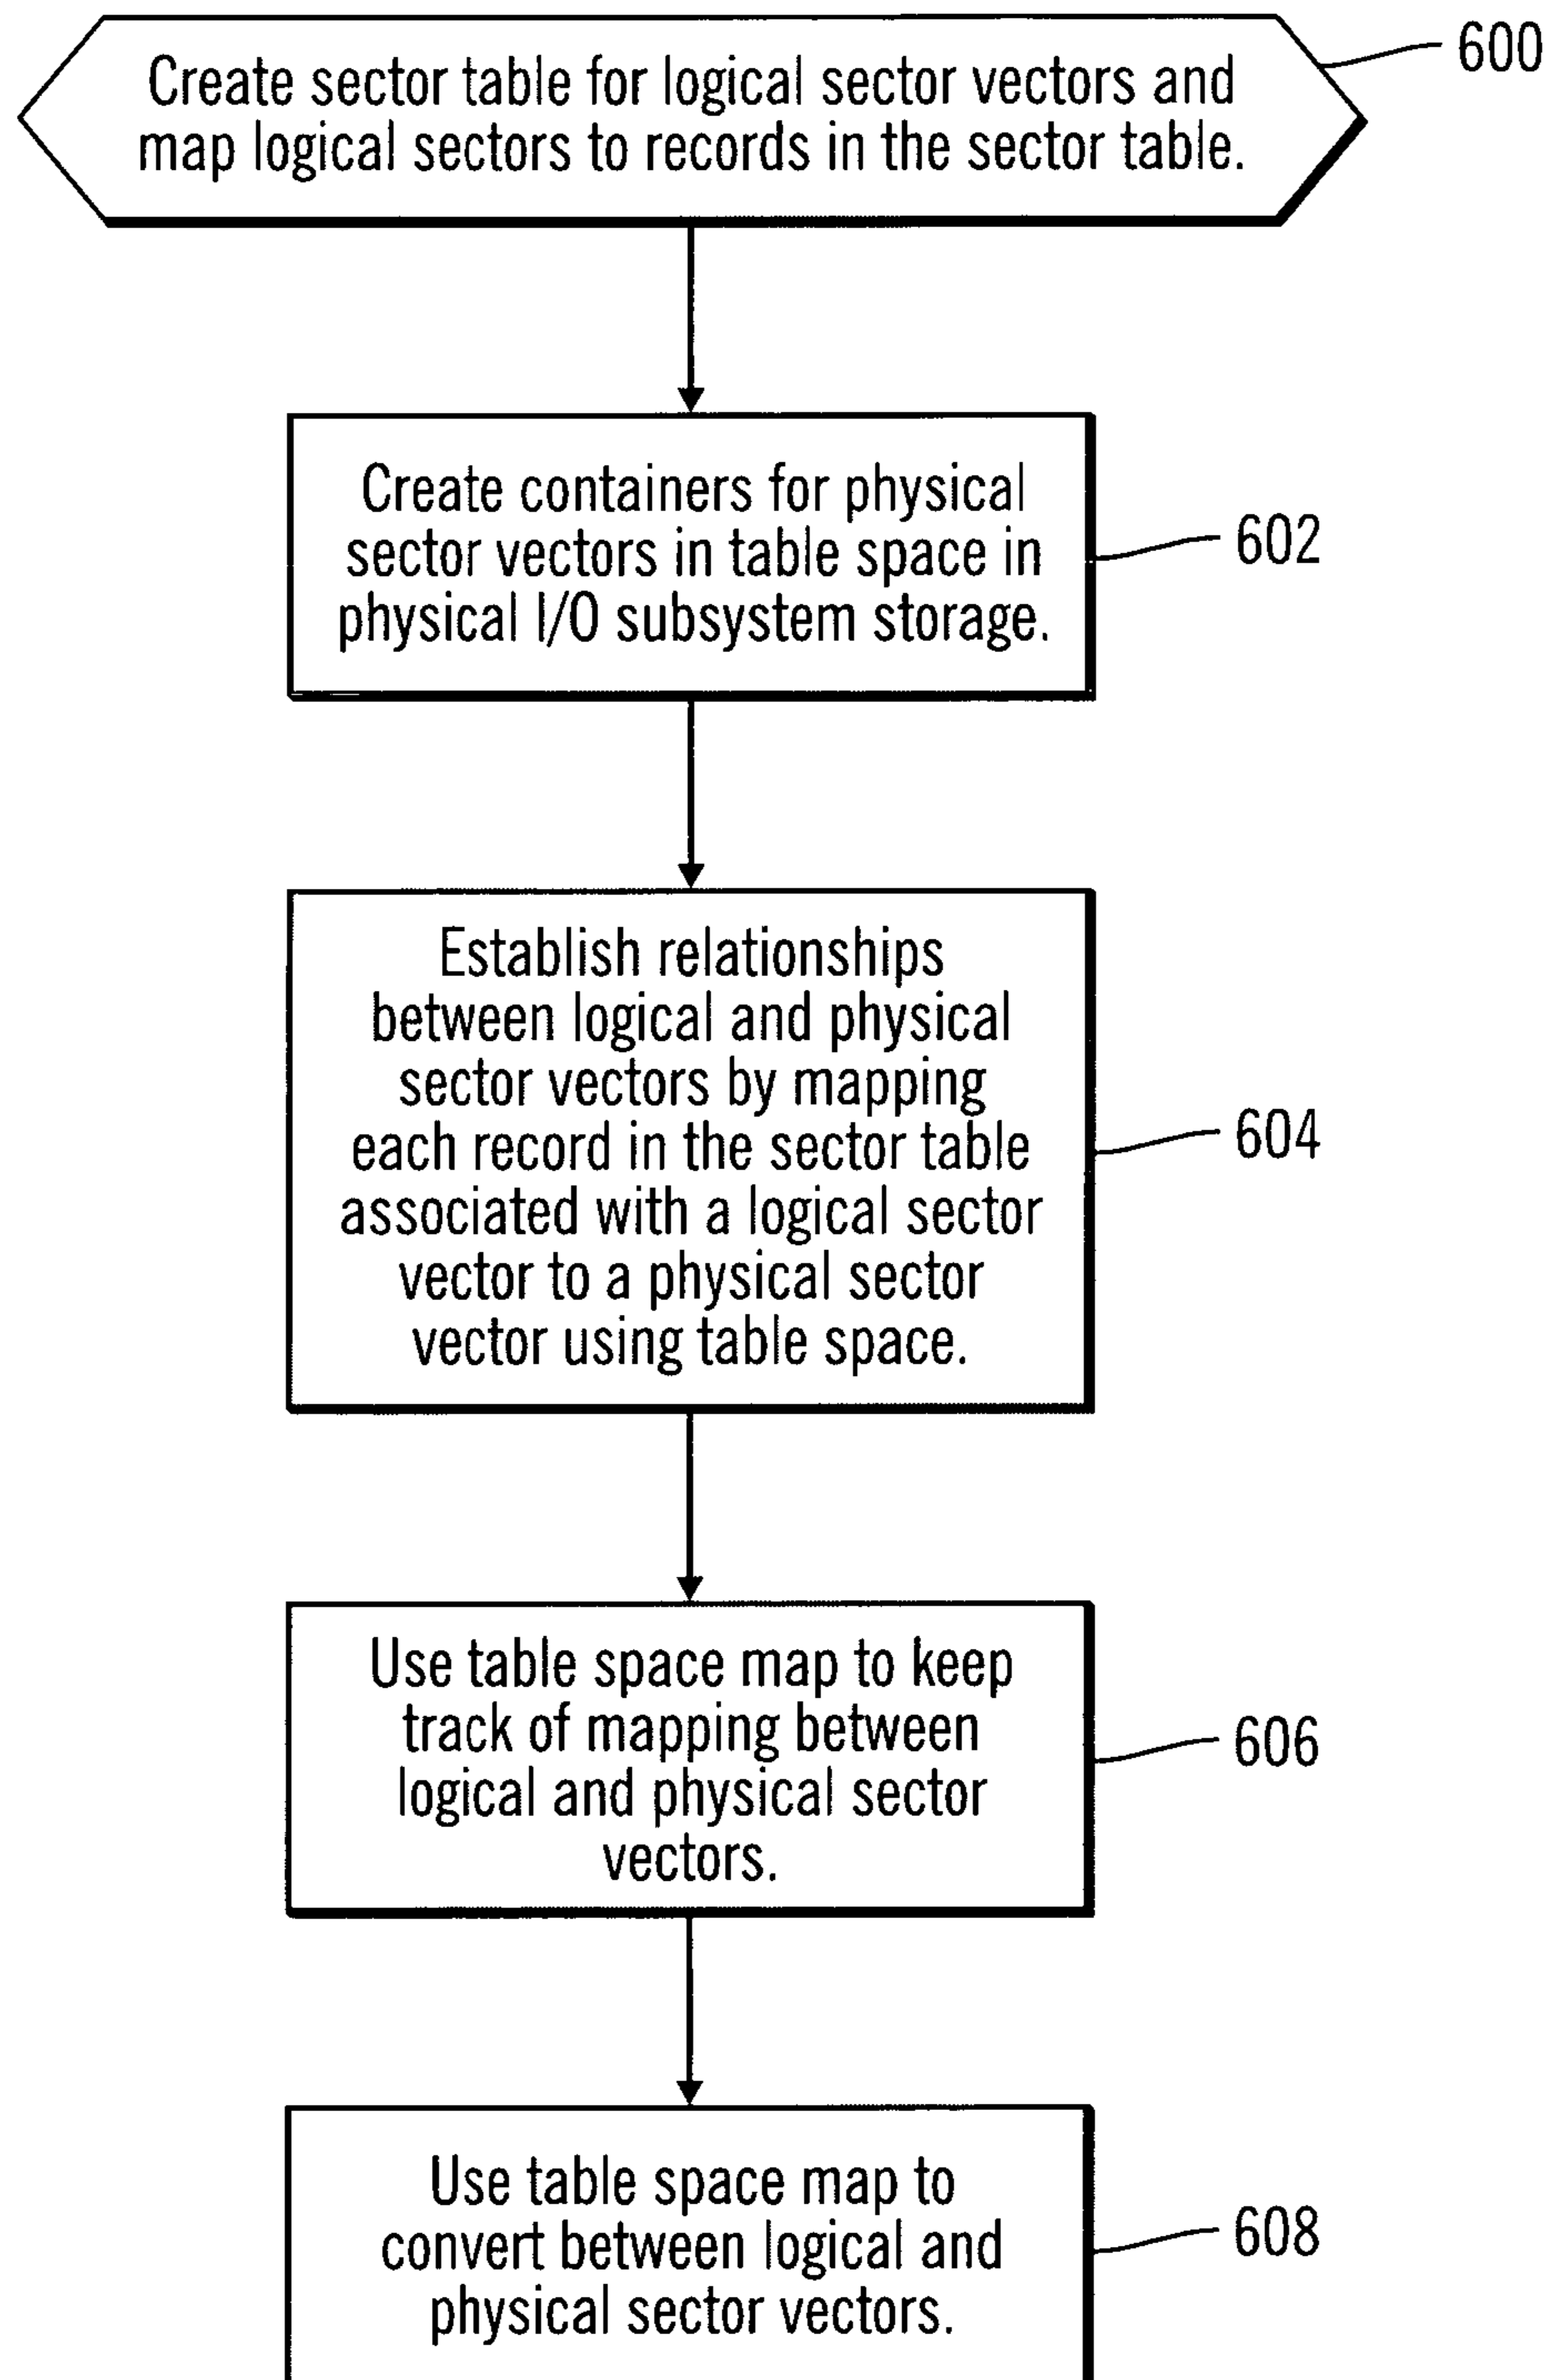 Create sector table for logical sector vectors and
map logical sectors to records in the sector table.
600
Create containers for physical
sector vectors in table space in
physical I/O subsystem storage.
602
Establish relationships
between logical and physical
sector vectors by mapping
each record in the sector table
associated with a logical sector
vector to a physical sector
vector using table space.
604
Use table space map to keep
track of mapping between
logical and physical sector
vectors.
606
Use table space map to
convert between logical and
physical sector vectors.
608